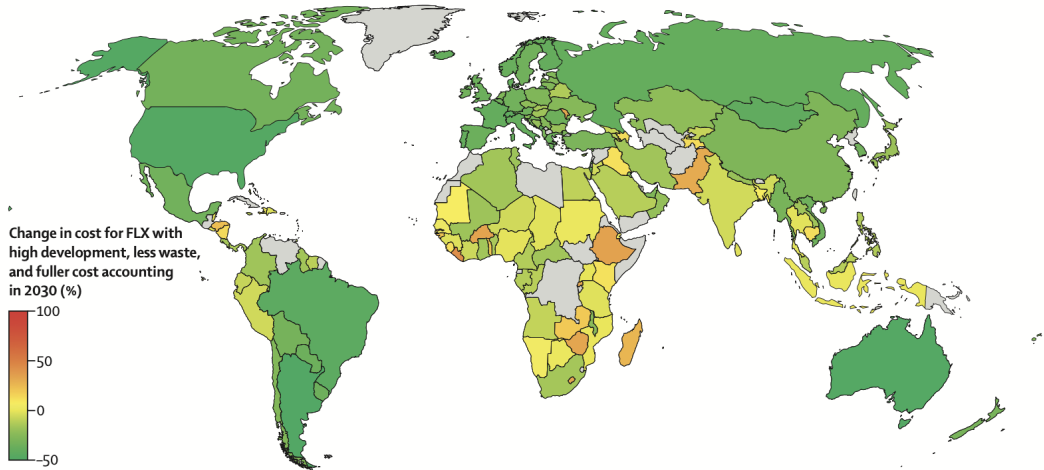 Change in cost for FLX with
high development, less waste,
and fuller cost accounting
in 2030 (%)
100
50
0
−50